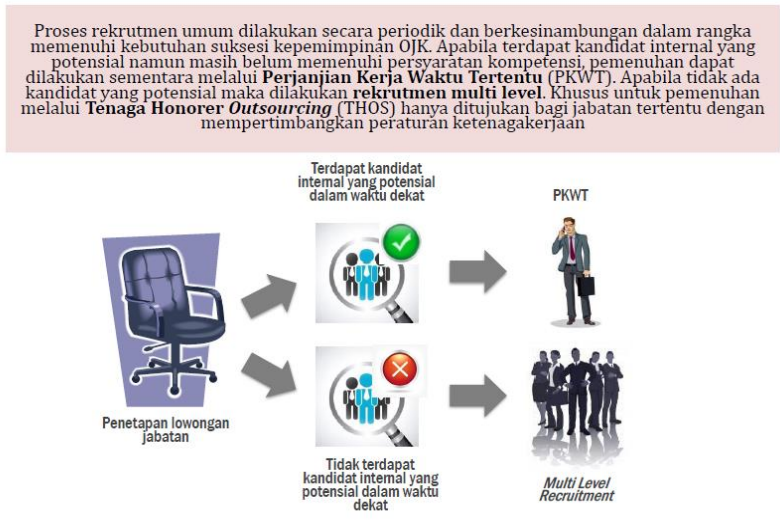 Proses rekrutmen umum dilakukan secara periodik dan berkesinambungan dalam rangka
memenuhi kebutuhan suksesi kepemimpinan OJK. Apabila terdapat kandidat internal yang
potensial namun masih belum memenuhi persyaratan kompetensi, pemenuhan dapat
dilakukan sementara melalui Perjanjian Kerja Waktu Tertentu (PKWT). Apabila tidak ada
kandidat yang potensial maka dilakukan rekrutmen multi level. Khusus untuk pemenuhan
melalui Tenaga Honorer Outsourcing (THOS) hanya ditujukan bagi jabatan tertentu dengan
mempertimbangkan peraturan ketenagakerjaan
Terdapat kandidat
internal yang potensial
dalam waktu dekat
PKWT
Penetapan lowongan
jabatan
Tidak terdapat
kandidat internal yang
potensial dalam waktu
dekat
Multi Level
Recruitment